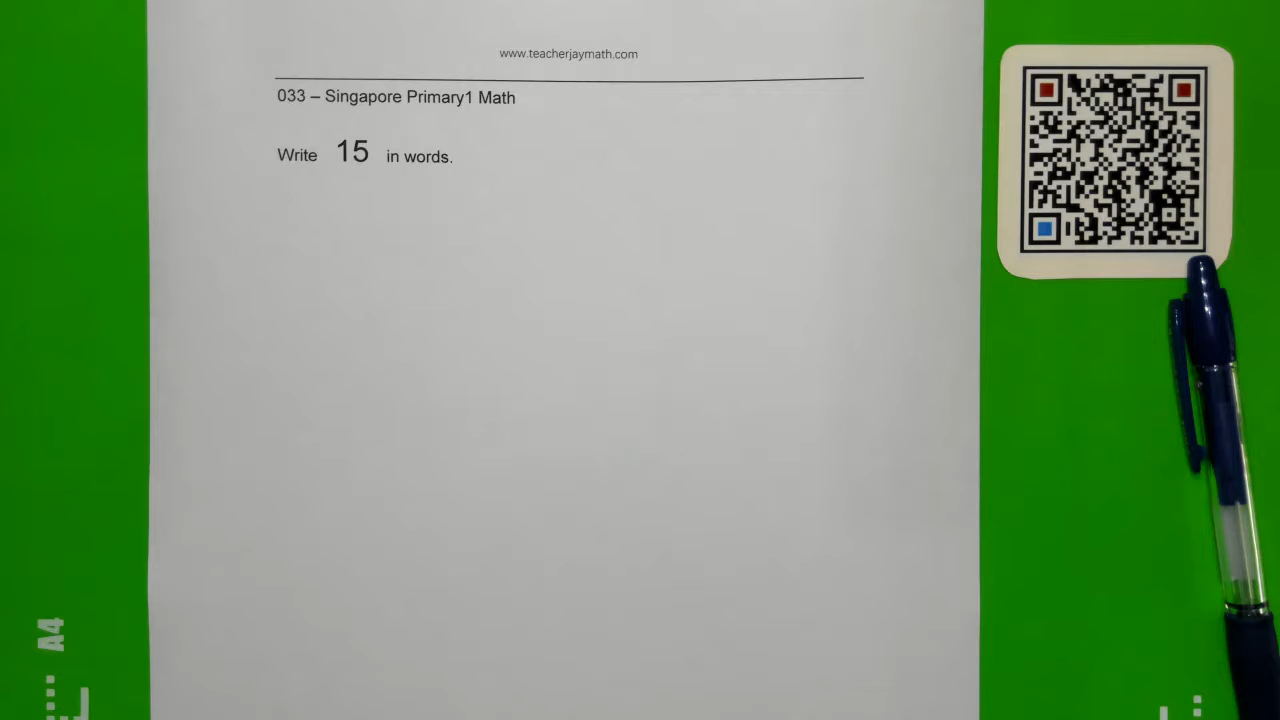 www.teacherjaymath.com
033 – Singapore Primary1 Math
Write 15 in words.
A4